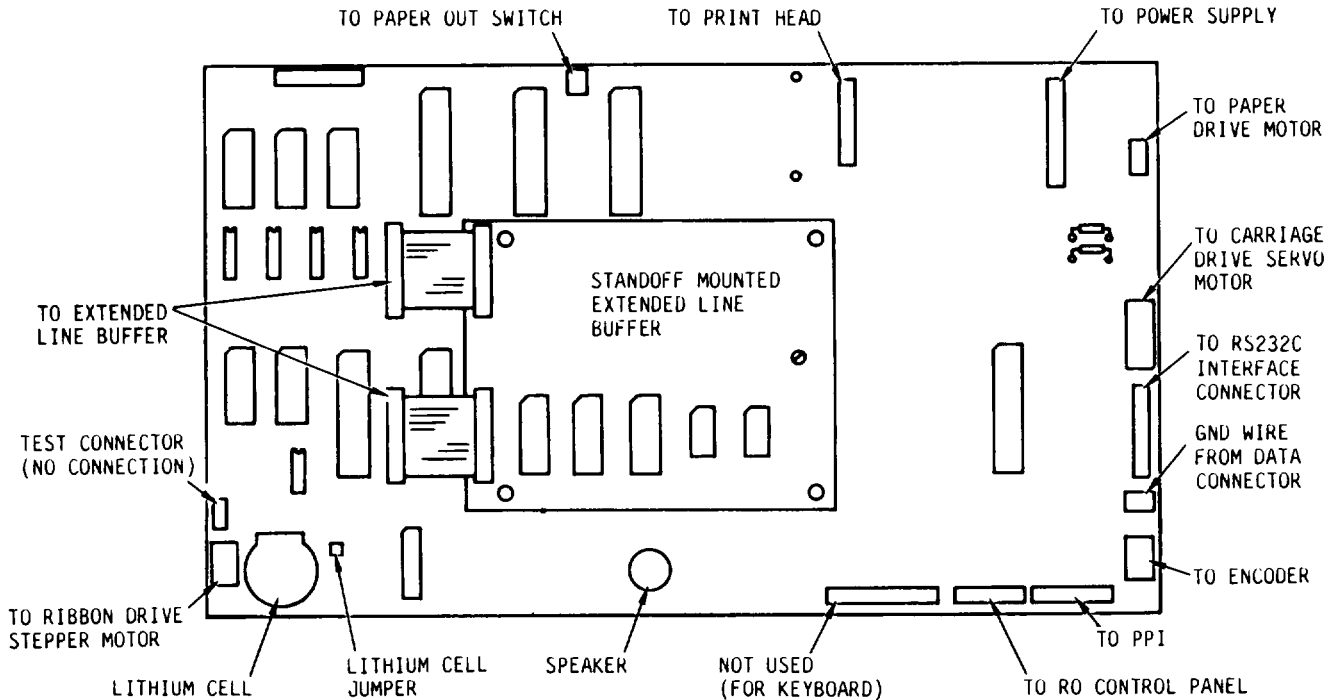 TO PAPER OUT SWITCH
TO PRINT HEAD
TO POWER SUPPLY
TO PAPER
DRIVE MOTOR
TO CARRIAGE
DRIVE SERVO
MOTOR
STANDOFF MOUNTED
EXTENDED LINE
BUFFER
TO EXTENDED
LINE BUFFER
TO RS232C
INTERFACE
CONNECTOR
TEST CONNECTOR
(NO CONNECTION)
GND WIRE
FROM DATA
CONNECTOR
TO ENCODER
TO RIBBON DRIVE
STEPPER MOTOR
TO PPI
LITHIUM CELL
LITHIUM CELL
JUMPER
SPEAKER
NOT USED
(FOR KEYBOARD)
TO RO CONTROL PANEL